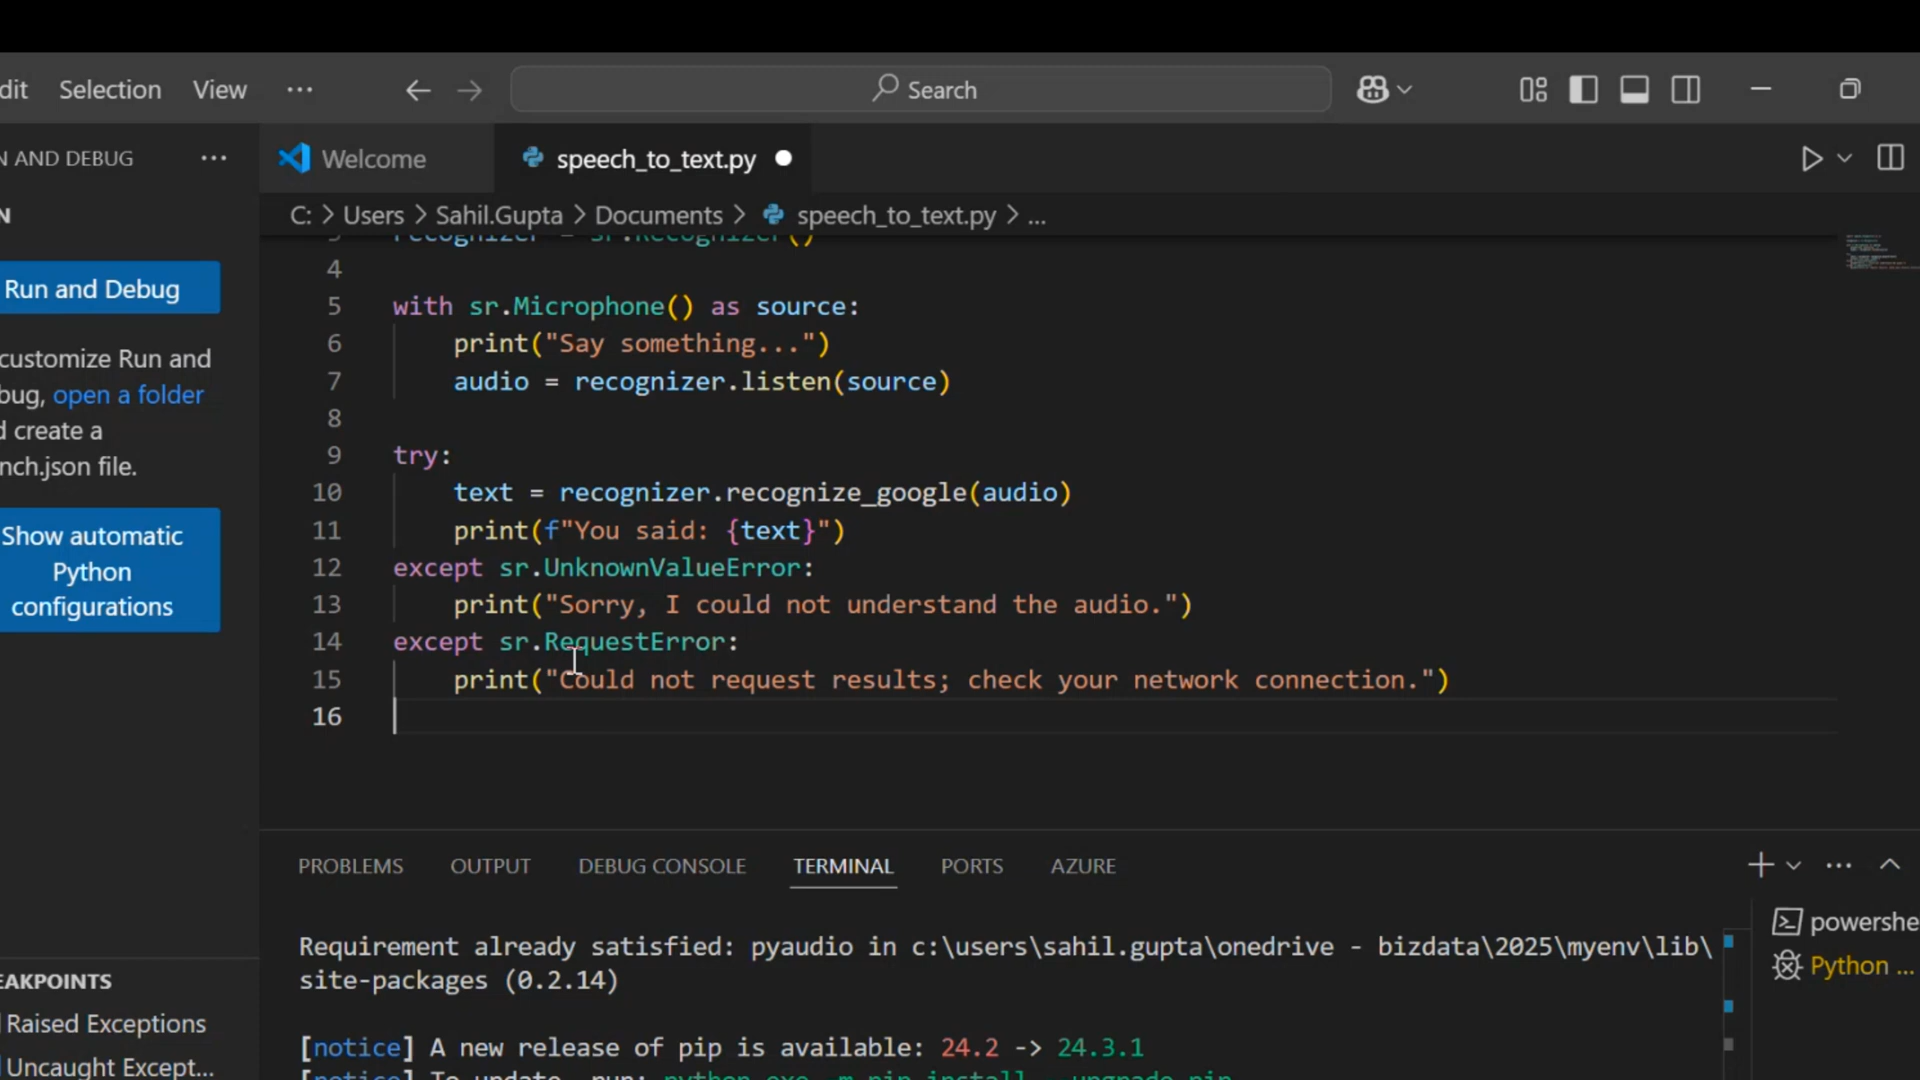 dit Selection View ... Search
N AND DEBUG ...
Welcome speech_to_text.py
C: > Users > Sahil.Gupta > Documents > speech_to_text.py > ...
N
Run and Debug
customize Run and
bug, open a folder
d create a
nch.json file.
Show automatic
Python
configurations
3 recognizer = sr.Recognizer()
4
5 with sr.Microphone() as source:
6     print("Say something...")
7     audio = recognizer.listen(source)
8
9 try:
10     text = recognizer.recognize_google(audio)
11     print(f"You said: {text}")
12 except sr.UnknownValueError:
13     print("Sorry, I could not understand the audio.")
14 except sr.RequestError:
15     print("Could not request results; check your network connection.")
16
PROBLEMS OUTPUT DEBUG CONSOLE TERMINAL PORTS AZURE
Requirement already satisfied: pyaudio in c:\users\sahil.gupta\onedrive - bizdata\2025\myenv\lib\
site-packages (0.2.14)
[notice] A new release of pip is available: 24.2 -> 24.3.1
[notice] To update, run: python.exe -m pip install --upgrade pip
powershe
Python ...
EAKPOINTS
Raised Exceptions
Uncaught Except...